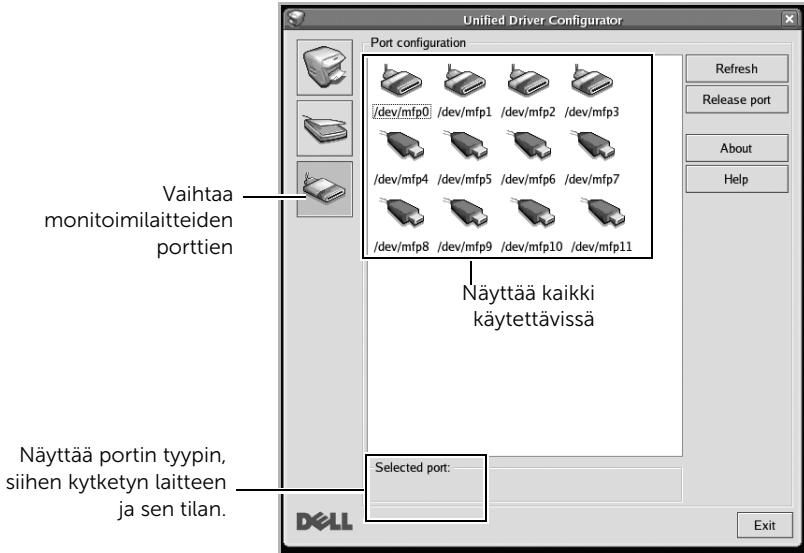 Unified Driver Configurator
Port configuration
/dev/mfp0 /dev/mfp1 /dev/mfp2 /dev/mfp3
/dev/mfp4 /dev/mfp5 /dev/mfp6 /dev/mfp7
/dev/mfp8 /dev/mfp9 /dev/mfp10 /dev/mfp11
Refresh
Release port
About
Help
Vaihtaa
monitoimilaitteiden
porttien
Näyttää kaikki
käytettävissä
Näyttää portin tyypin,
siihen kytketyn laitteen
ja sen tilan.
Selected port:
DELL
Exit